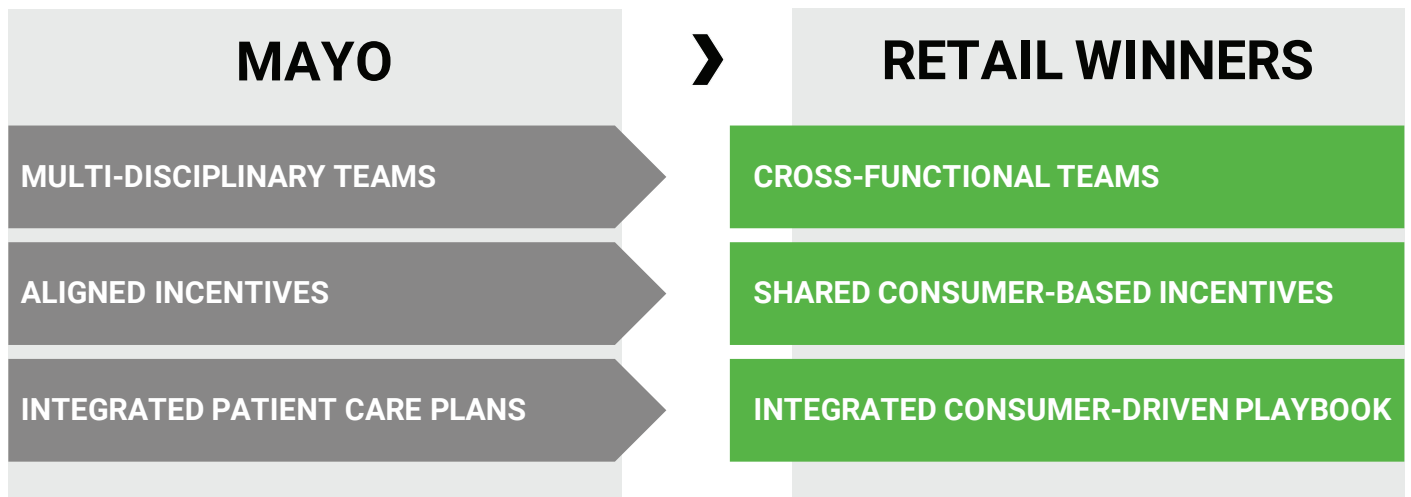 MAYO
RETAIL WINNERS
MULTI-DISCIPLINARY TEAMS
CROSS-FUNCTIONAL TEAMS
ALIGNED INCENTIVES
SHARED CONSUMER-BASED INCENTIVES
INTEGRATED PATIENT CARE PLANS
INTEGRATED CONSUMER-DRIVEN PLAYBOOK